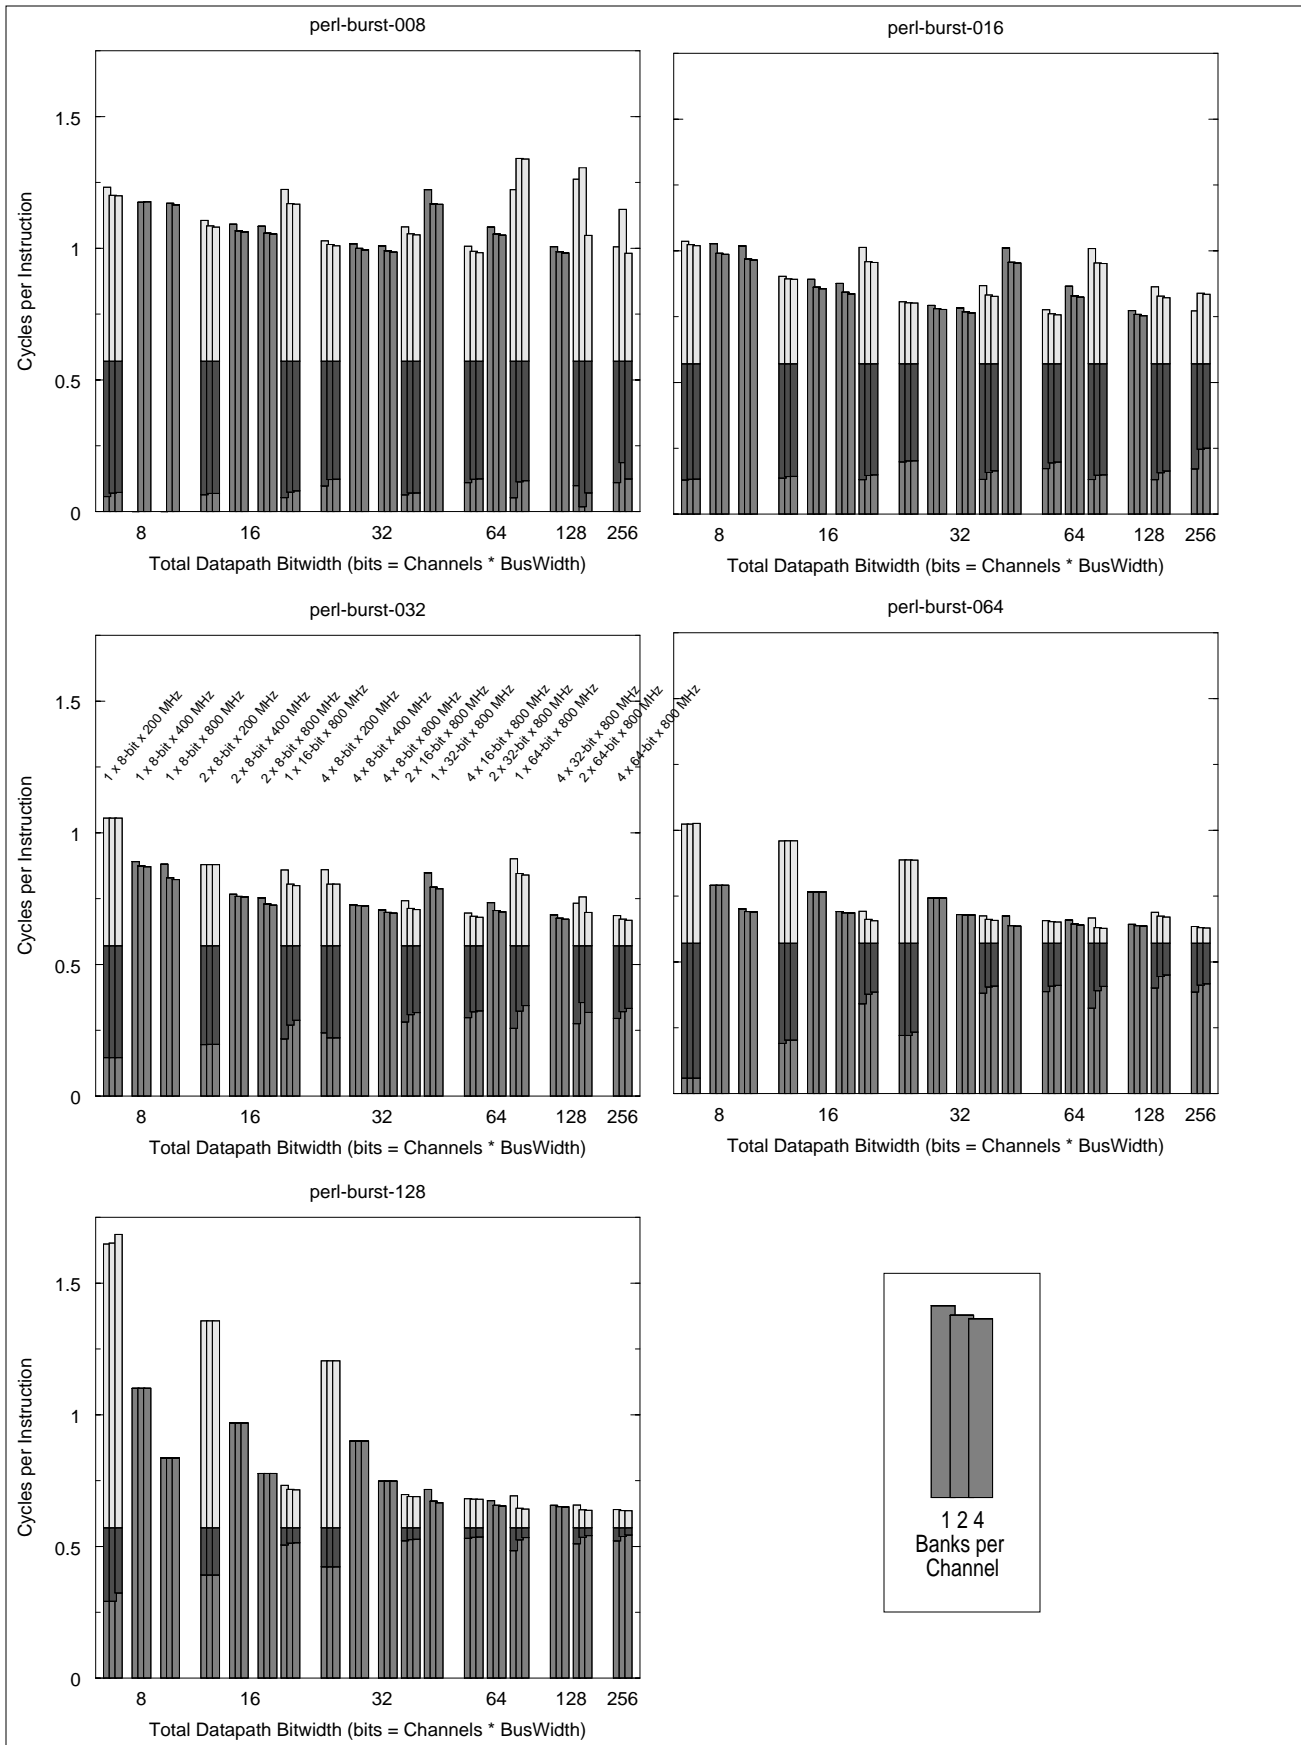 perl-burst-008
perl-burst-016
1.5
1
0.5
0
Cycles per Instruction
8 16 32 64 128 256
Total Datapath Bitwidth (bits = Channels * BusWidth)
8 16 32 64 128 256
Total Datapath Bitwidth (bits = Channels * BusWidth)
perl-burst-032
perl-burst-064
1.5
1
0.5
0
Cycles per Instruction
1 x 8-bit x 200 MHz
1 x 8-bit x 400 MHz
1 x 8-bit x 800 MHz
2 x 8-bit x 200 MHz
2 x 8-bit x 400 MHz
2 x 8-bit x 800 MHz
1 x 16-bit x 800 MHz
4 x 8-bit x 200 MHz
4 x 8-bit x 400 MHz
4 x 8-bit x 800 MHz
2 x 16-bit x 800 MHz
1 x 32-bit x 800 MHz
4 x 16-bit x 800 MHz
2 x 32-bit x 800 MHz
1 x 64-bit x 800 MHz
4 x 32-bit x 800 MHz
2 x 64-bit x 800 MHz
4 x 64-bit x 800 MHz
8 16 32 64 128 256
Total Datapath Bitwidth (bits = Channels * BusWidth)
8 16 32 64 128 256
Total Datapath Bitwidth (bits = Channels * BusWidth)
perl-burst-128
1.5
1
0.5
0
Cycles per Instruction
8 16 32 64 128 256
Total Datapath Bitwidth (bits = Channels * BusWidth)
1 2 4
Banks per
Channel